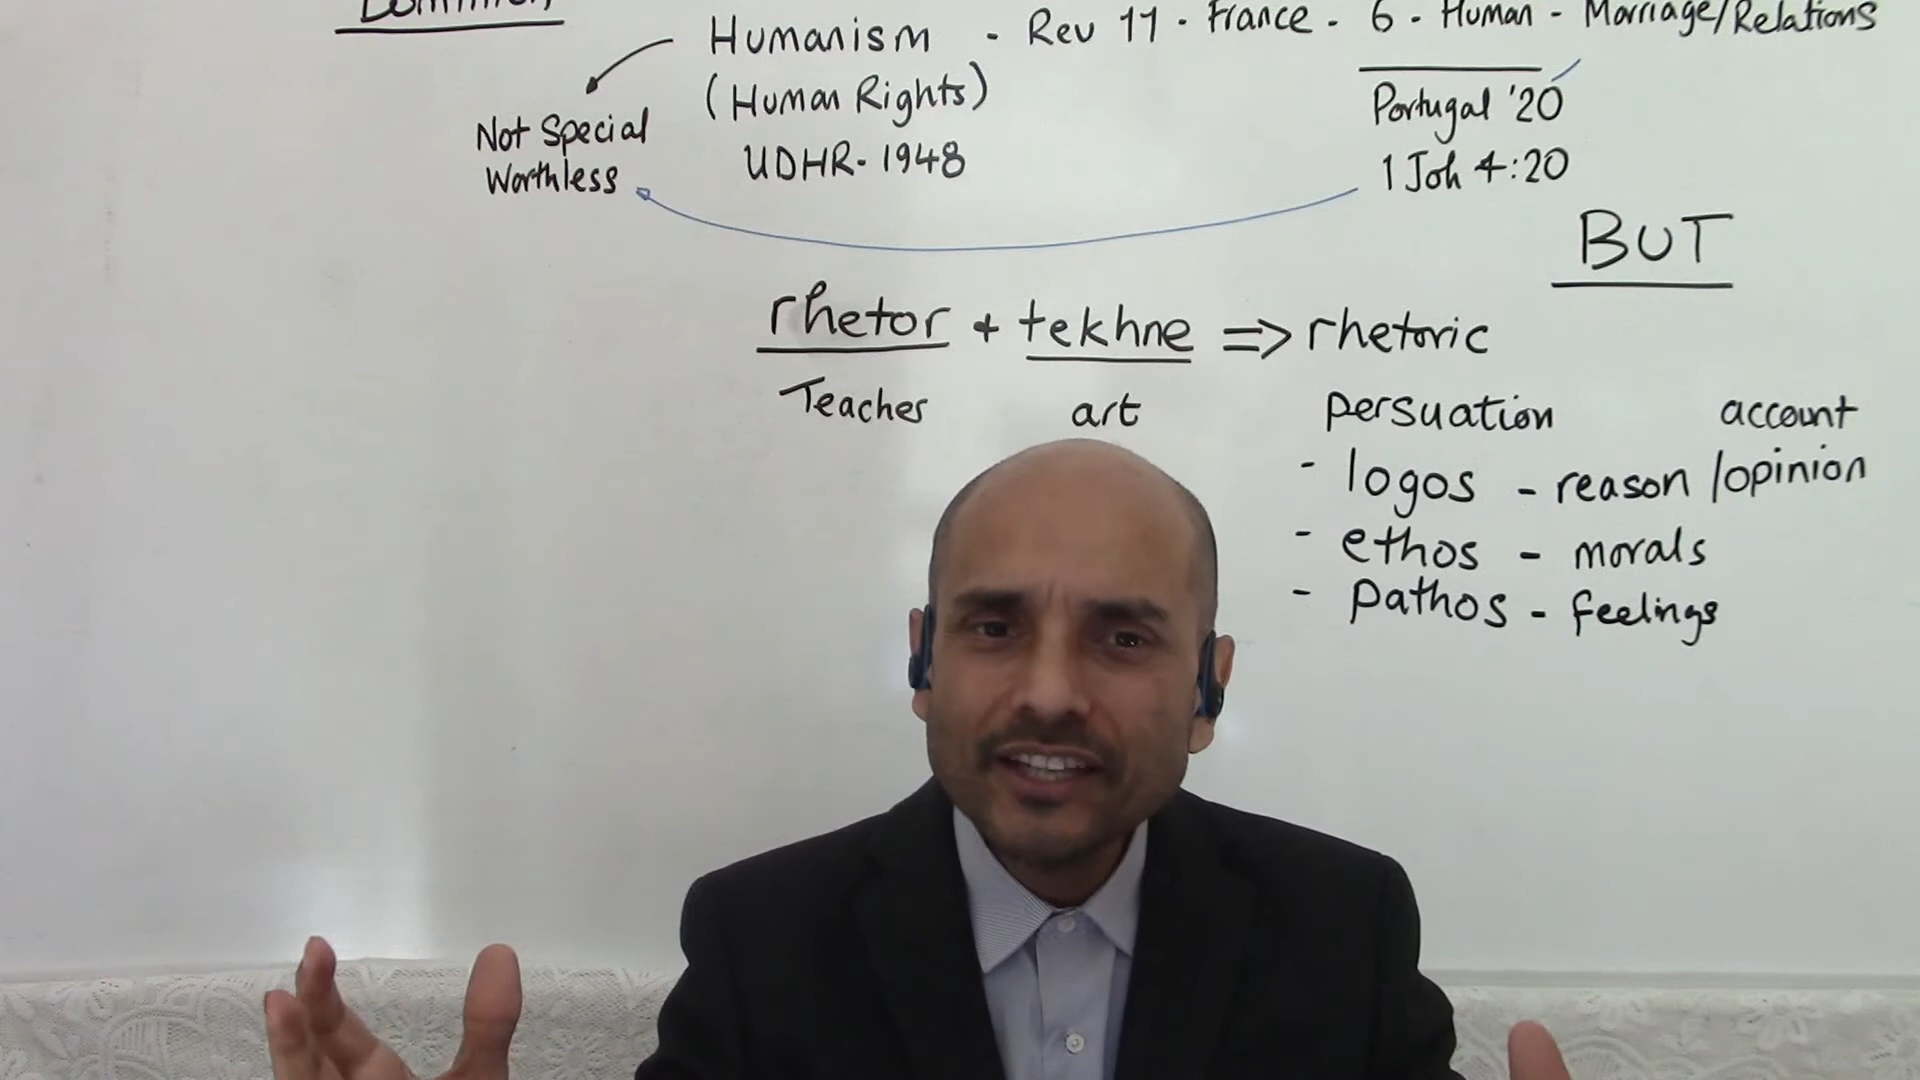 Humanism - Rev 11 - France - 6 - Human - Marriage/Relations
(Human Rights)
UDHR - 1948
Not Special
Worthless
Portugal '20
1 Joh 4:20
BUT
rhetor + tekhne => rhetoric
Teacher art
persuation account
- logos - reason /opinion
- ethos - morals
- Pathos - feelings